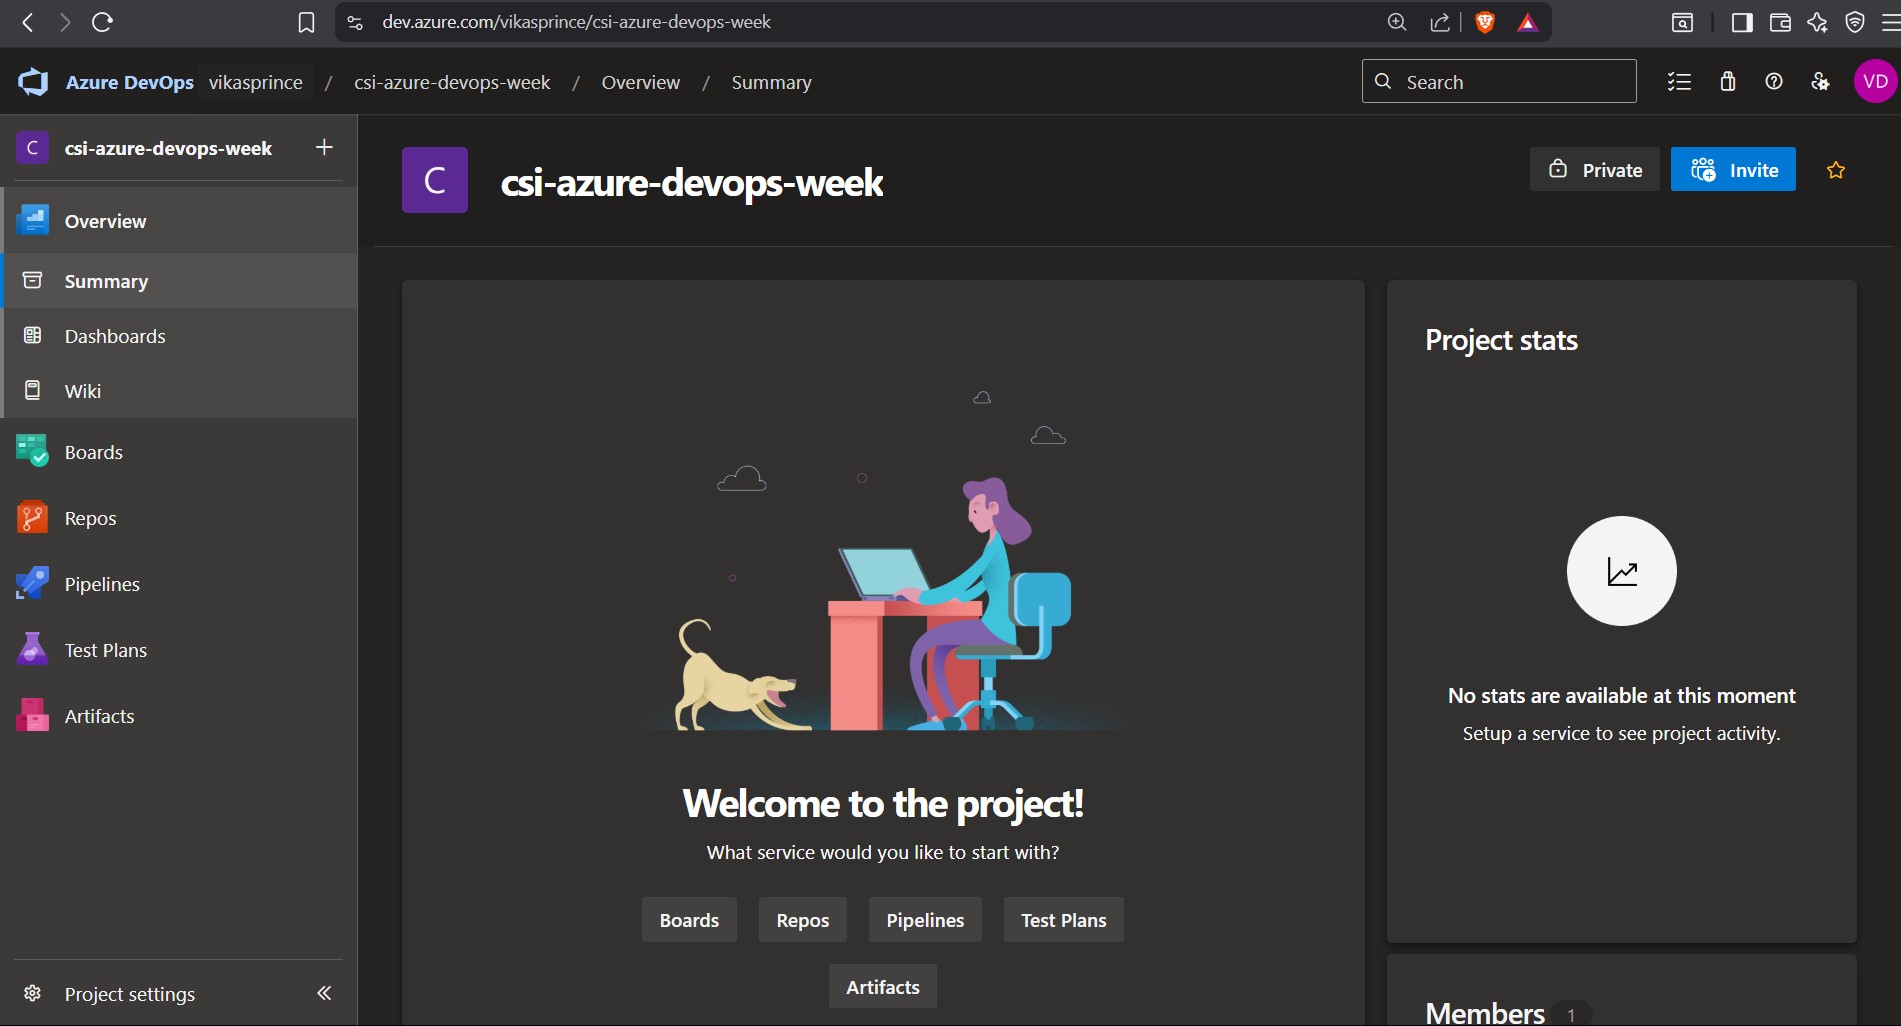 dev.azure.com/vikasprince/csi-azure-devops-week
Azure DevOps vikasprince / csi-azure-devops-week / Overview / Summary
Search
VD
C csi-azure-devops-week +
Overview
Summary
Dashboards
Wiki
Boards
Repos
Pipelines
Test Plans
Artifacts
Project settings
C csi-azure-devops-week
Private
Invite
Welcome to the project!
What service would you like to start with?
Boards Repos Pipelines Test Plans
Artifacts
Project stats
No stats are available at this moment
Setup a service to see project activity.
Members 1